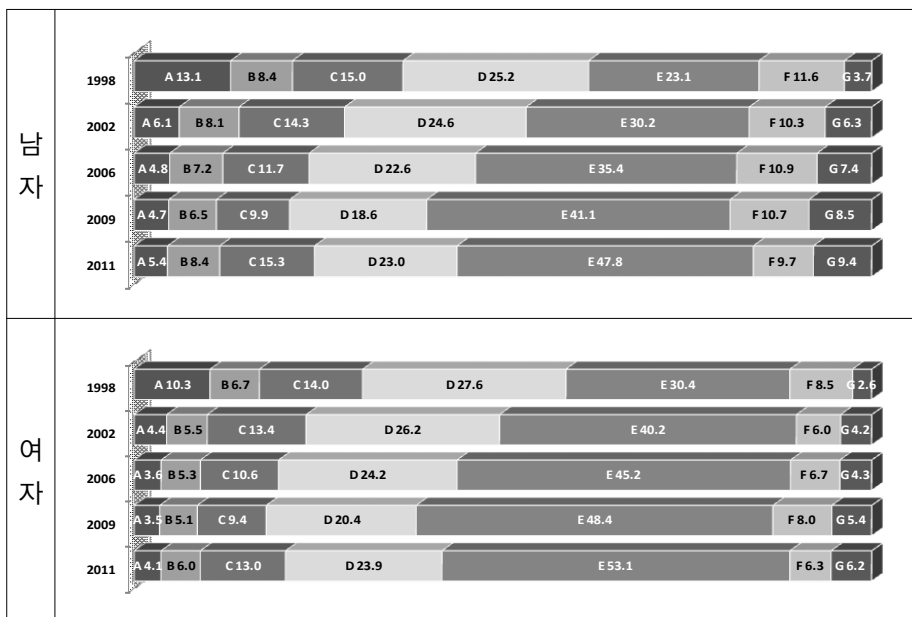 남자
1998 A 13.1 B 8.4 C 15.0 D 25.2 E 23.1 F 11.6 G 3.7
2002 A 6.1 B 8.1 C 14.3 D 24.6 E 30.2 F 10.3 G 6.3
2006 A 4.8 B 7.2 C 11.7 D 22.6 E 35.4 F 10.9 G 7.4
2009 A 4.7 B 6.5 C 9.9 D 18.6 E 41.1 F 10.7 G 8.5
2011 A 5.4 B 8.4 C 15.3 D 23.0 E 47.8 F 9.7 G 9.4
여자
1998 A 10.3 B 6.7 C 14.0 D 27.6 E 30.4 F 8.5 G 2.6
2002 A 4.4 B 5.5 C 13.4 D 26.2 E 40.2 F 6.0 G 4.2
2006 A 3.6 B 5.3 C 10.6 D 24.2 E 45.2 F 6.7 G 4.3
2009 A 3.5 B 5.1 C 9.4 D 20.4 E 48.4 F 8.0 G 5.4
2011 A 4.1 B 6.0 C 13.0 D 23.9 E 53.1 F 6.3 G 6.2